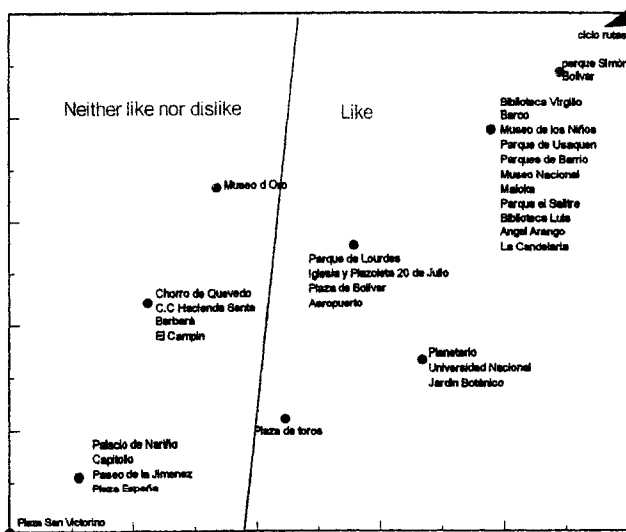 ciclo rutas
parque Simón
Bolivar
Neither like nor dislike
Like
Biblioteca Virgilio
Barco
Museo de los Niños
Parque de Usaquen
Parques de Barrio
Museo Nacional
Maloka
Parque el Salitre
Biblioteca Luis
Angel Arango
La Candelaria
Museo d Oro
Parque de Lourdes
Iglesia y Plazoleta 20 de Julio
Plaza de Bolivar
Aeropuerto
Chorro de Quevedo
C.C Hacienda Santa
Barbará
El Campin
Planetario
Universidad Nacional
Jardin Botánico
Plaza de toros
Palacio de Nariño
Capitolio
Paseo de la Jimenez
Plaza España
Plaza San Victorino